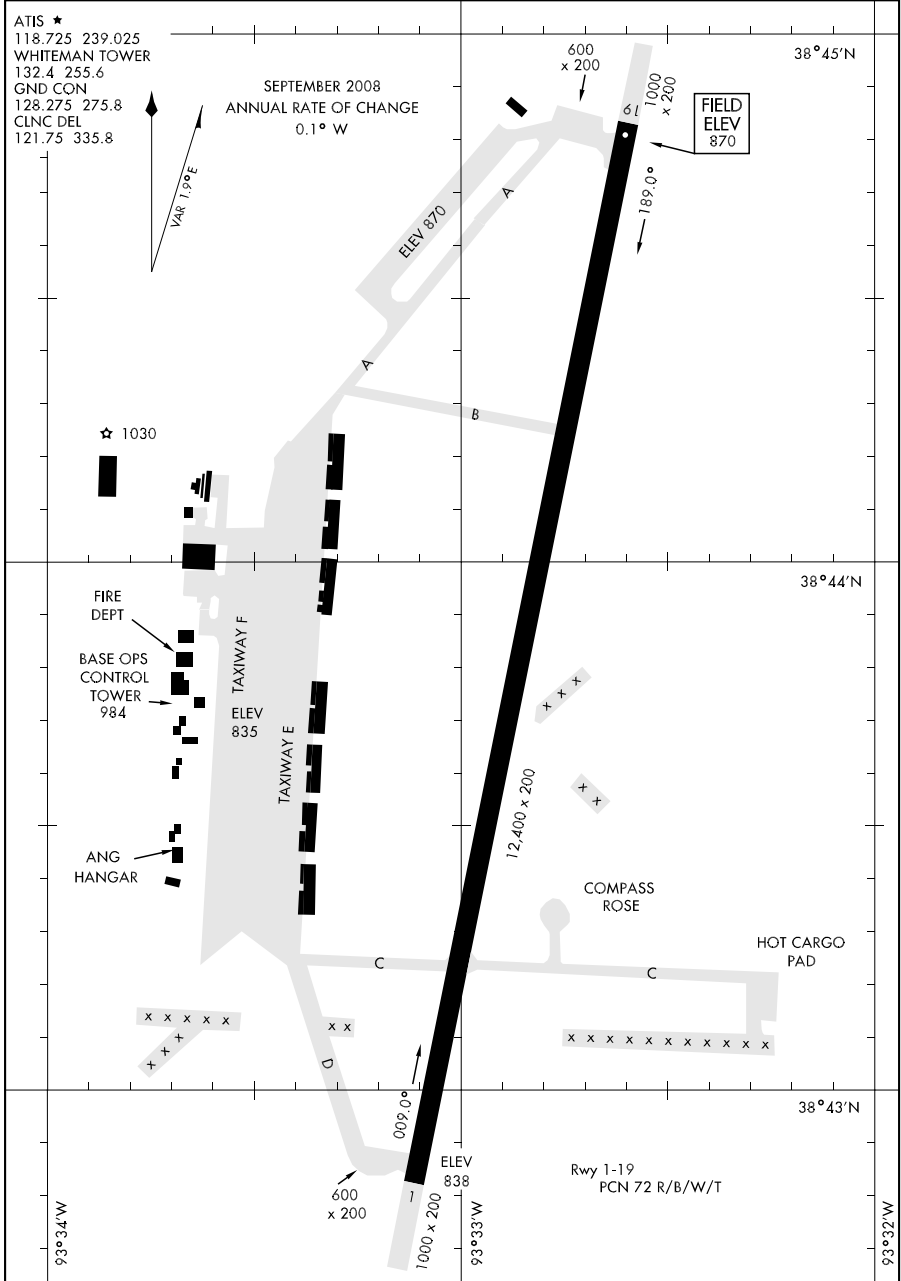 ATIS ★
118.725 239.025
WHITEMAN TOWER
132.4 255.6
GND CON
128.275 275.8
CLNC DEL
121.75 335.8
SEPTEMBER 2008
ANNUAL RATE OF CHANGE
0.1° W
VAR 1.9° E
600
x 200
1000
x 200
38°45'N
19
FIELD
ELEV
870
189.0°
A
ELEV 870
A
B
1030
38°44'N
FIRE
DEPT
BASE OPS
CONTROL
TOWER
984
TAXIWAY F
ELEV
835
TAXIWAY E
x x x
x x
12,400 x 200
ANG
HANGAR
COMPASS
ROSE
HOT CARGO
PAD
C
C
x x x x x
x x x
x x
x x x x x x x x x x x
D
009.0°
38°43'N
ELEV
838
Rwy 1-19
PCN 72 R/B/W/T
600
x 200
1
1000 x 200
93°34'W
93°33'W
93°32'W